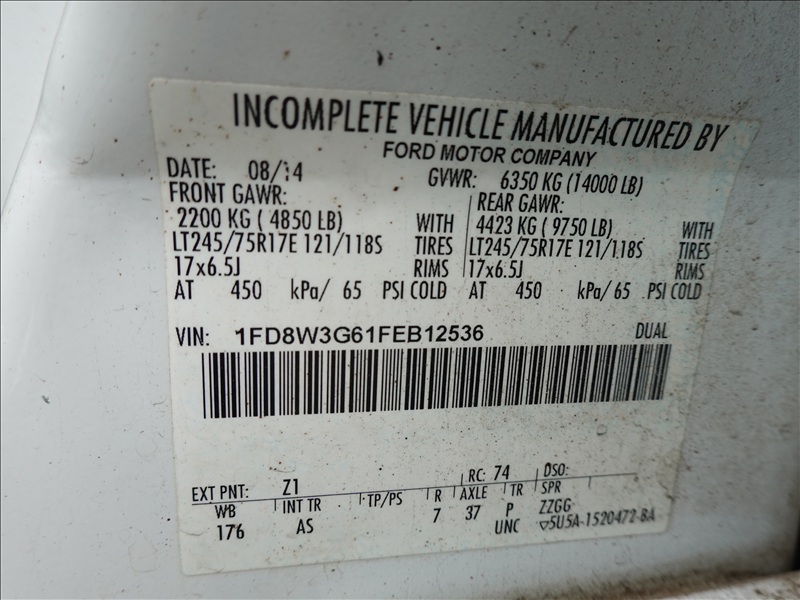 INCOMPLETE VEHICLE MANUFACTURED BY
FORD MOTOR COMPANY
DATE: 08/14 GVWR: 6350 KG (14000 LB)
FRONT GAWR: REAR GAWR:
2200 KG ( 4850 LB) WITH 4423 KG ( 9750 LB) WITH
LT245/75R17E 121/118S TIRES LT245/75R17E 121/118S TIRES
17x6.5J RIMS 17x6.5J RIMS
AT 450 kPa/ 65 PSI COLD AT 450 kPa/ 65 PSI COLD
VIN: 1FD8W3G61FEB12536 DUAL
EXT PNT: Z1 RC: 74 DSO:
WB INT TR TP/PS R AXLE TR SPR
176 AS 7 37 P ZZGG
UNC 5U5A-1520472-BA